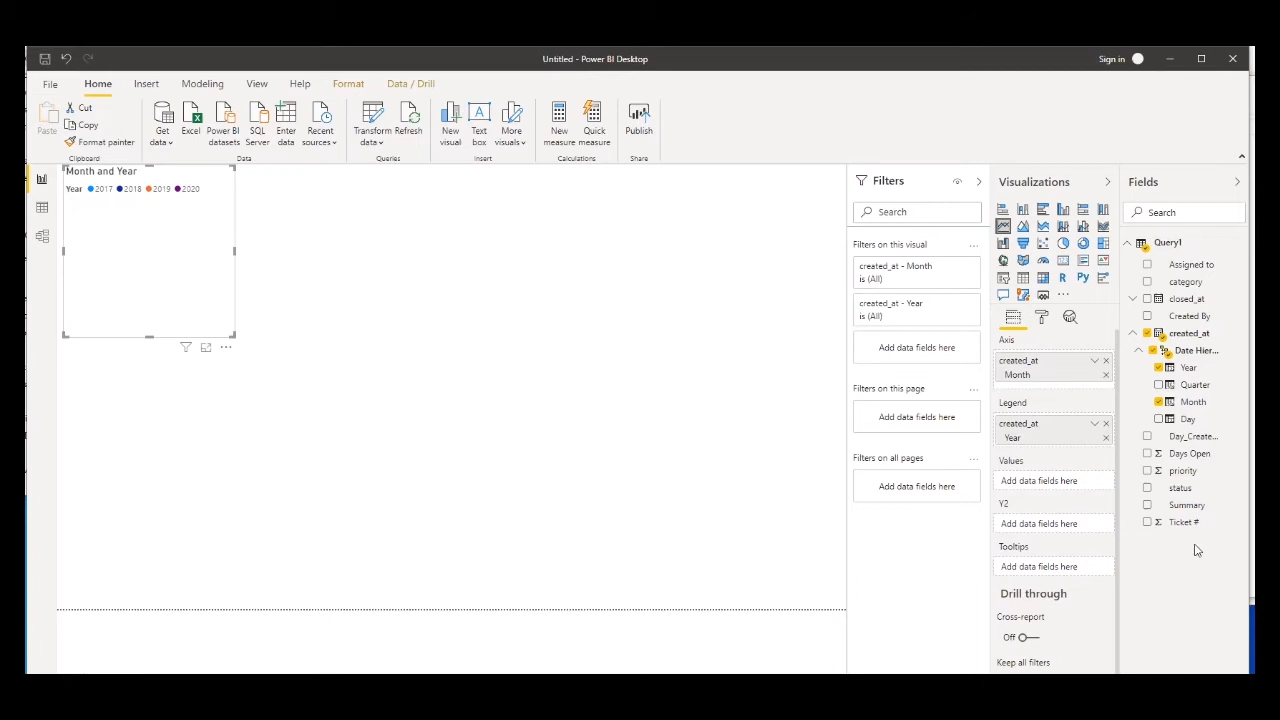 Untitled - Power BI Desktop
Sign in
File
Home
Insert
Modeling
View
Help
Format
Data / Drill
Paste
Cut
Copy
Format painter
Get data
Excel
Power BI datasets
SQL Server
Enter data
Recent sources
Transform data
Refresh
New visual
Text box
More visuals
New measure
Quick measure
Publish
Clipboard
Data
Queries
Insert
Calculations
Share
Month and Year
Year 2017 2018 2019 2020
Filters
Search
Filters on this visual
created_at - Month
is (All)
created_at - Year
is (All)
Add data fields here
Filters on this page
Add data fields here
Filters on all pages
Add data fields here
Visualizations
R
Py
Axis
created_at
Month
Legend
created_at
Year
Values
Add data fields here
Y2
Add data fields here
Tooltips
Add data fields here
Drill through
Cross-report
Off
Keep all filters
Fields
Search
Query1
Assigned to
category
closed_at
Created By
created_at
Date Hier...
Year
Quarter
Month
Day
Day_Create...
Days Open
priority
status
Summary
Ticket #